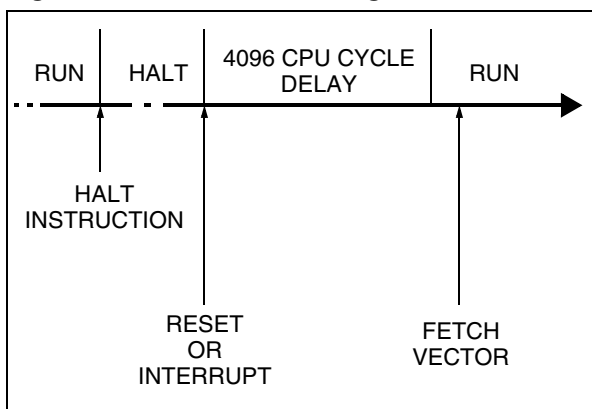 RUN
HALT
4096 CPU CYCLE
DELAY
RUN
HALT
INSTRUCTION
RESET
OR
INTERRUPT
FETCH
VECTOR